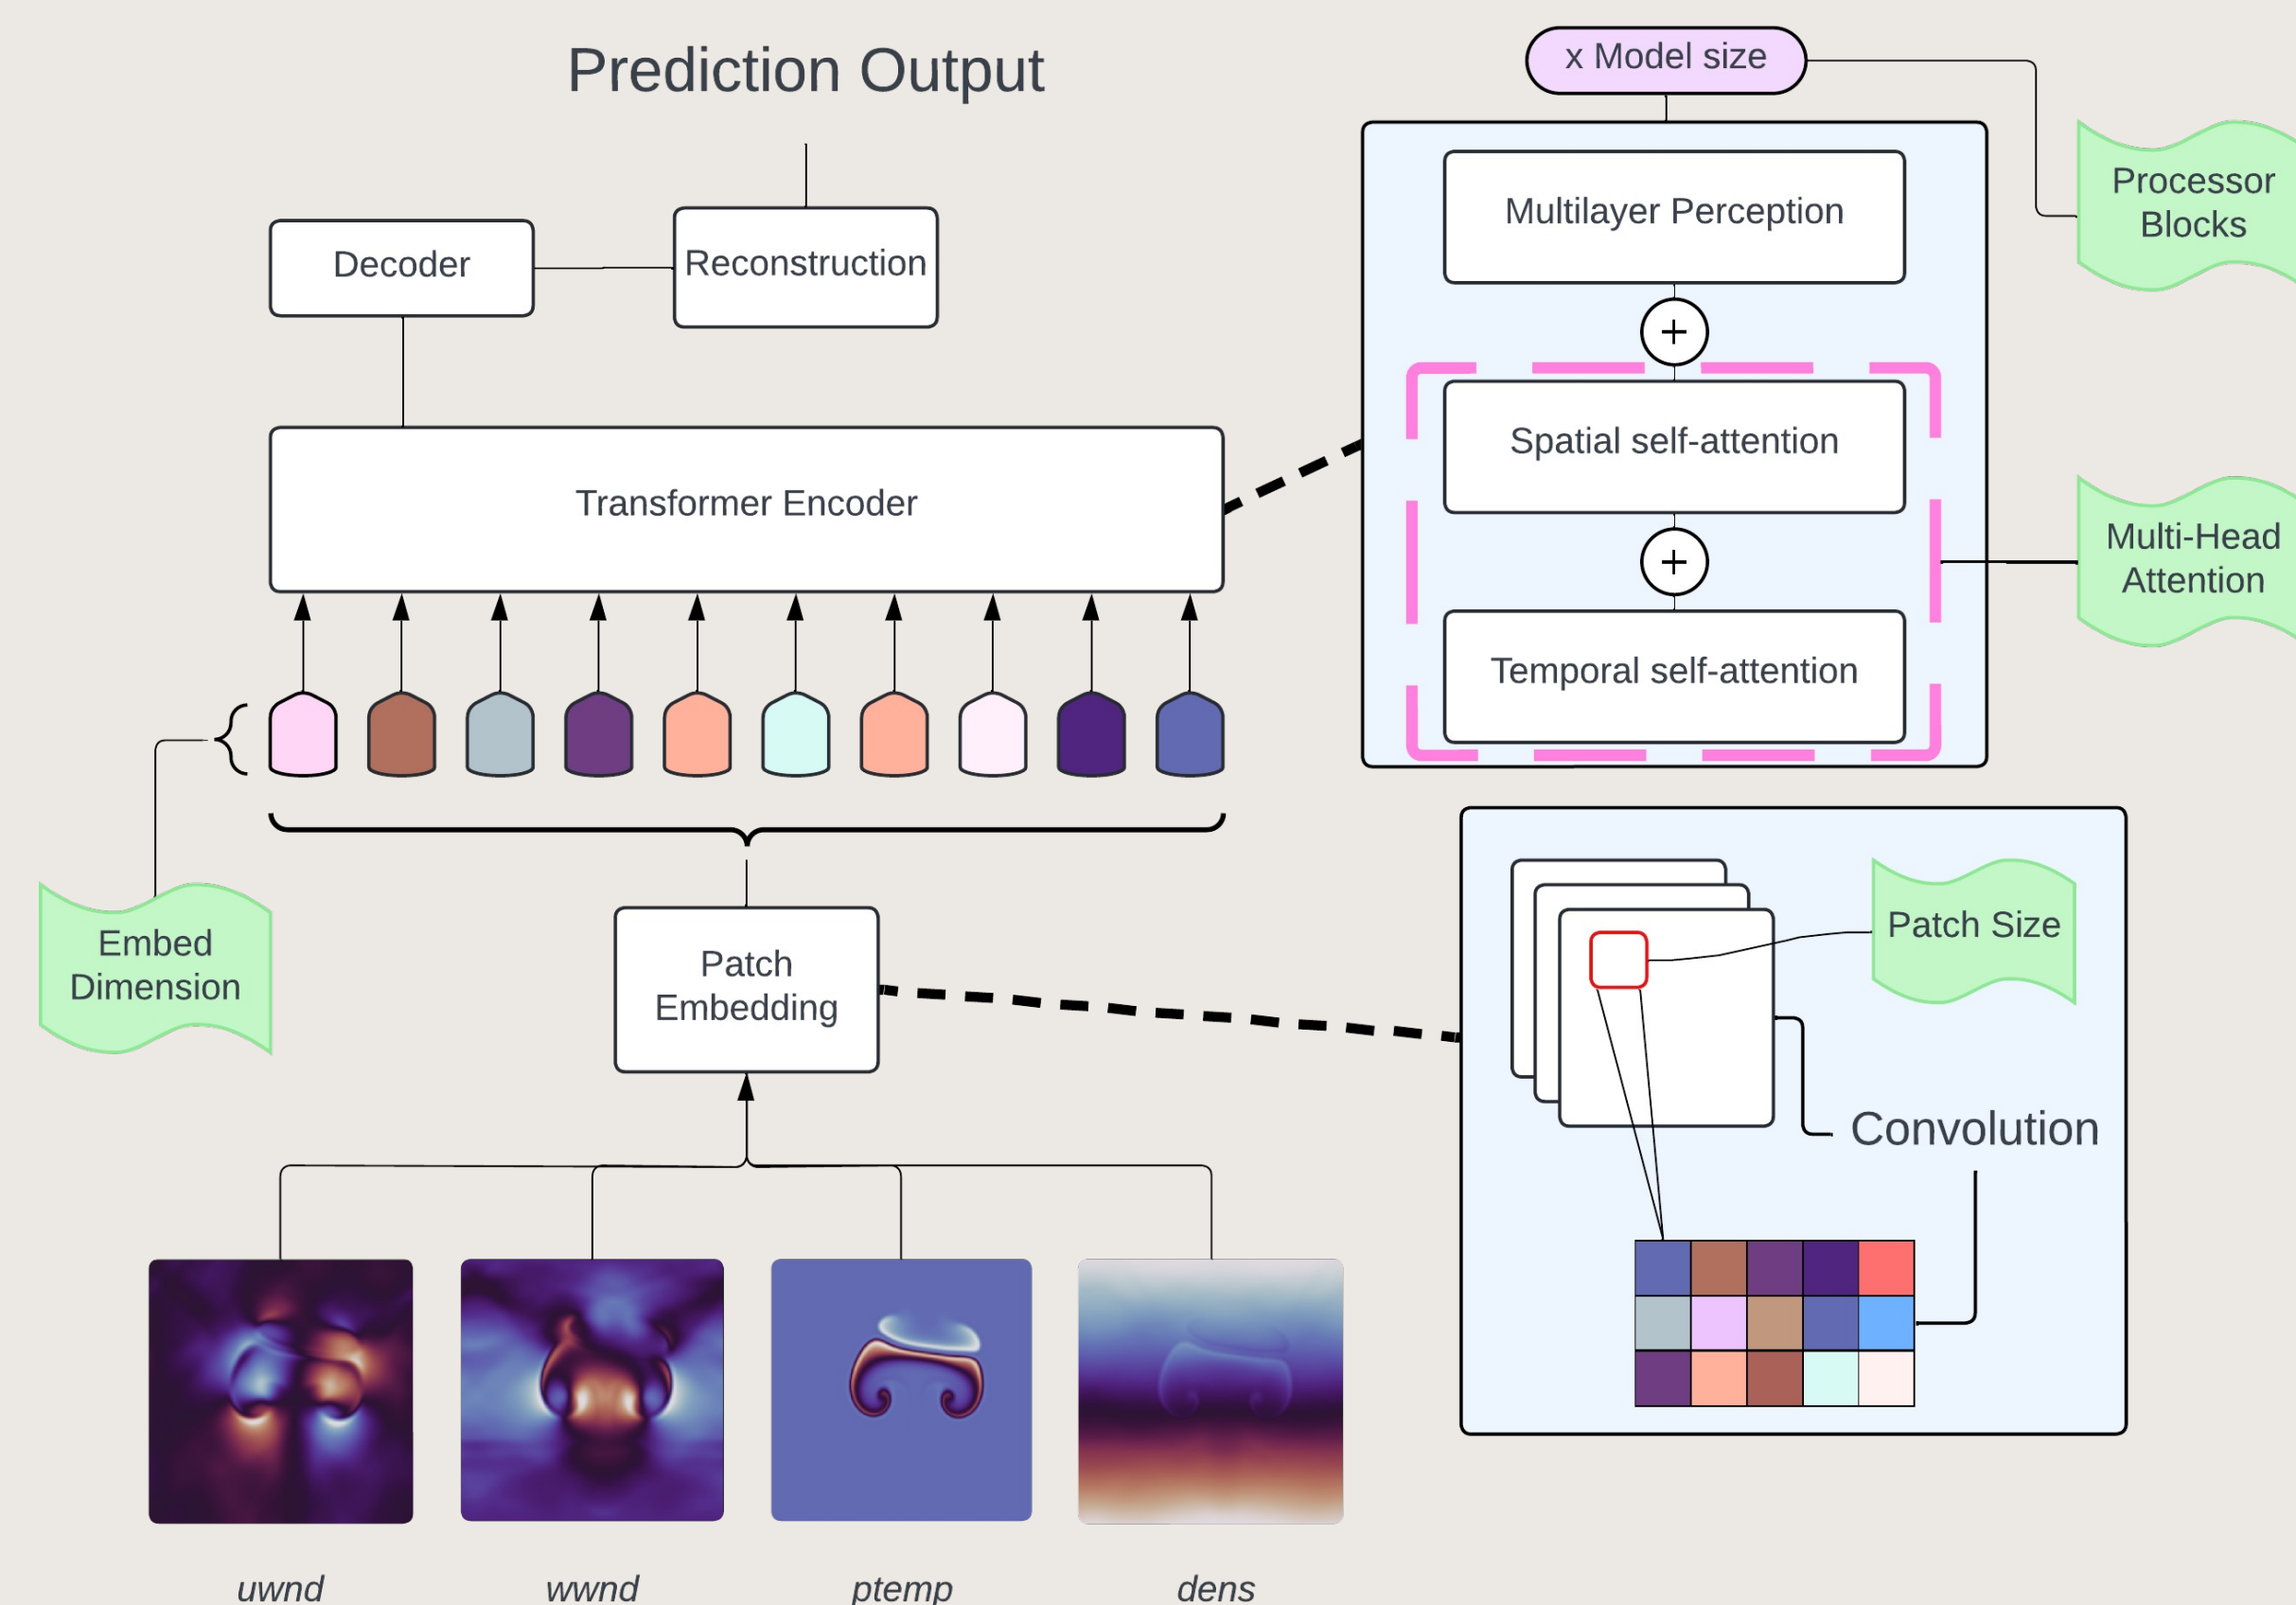 Prediction Output
x Model size
Processor
Blocks
Multilayer Perception
Decoder
Reconstruction
Spatial self-attention
Transformer Encoder
Multi-Head
Attention
Temporal self-attention
Embed
Dimension
Patch
Embedding
Patch Size
Convolution
uwnd
wwnd
ptemp
dens